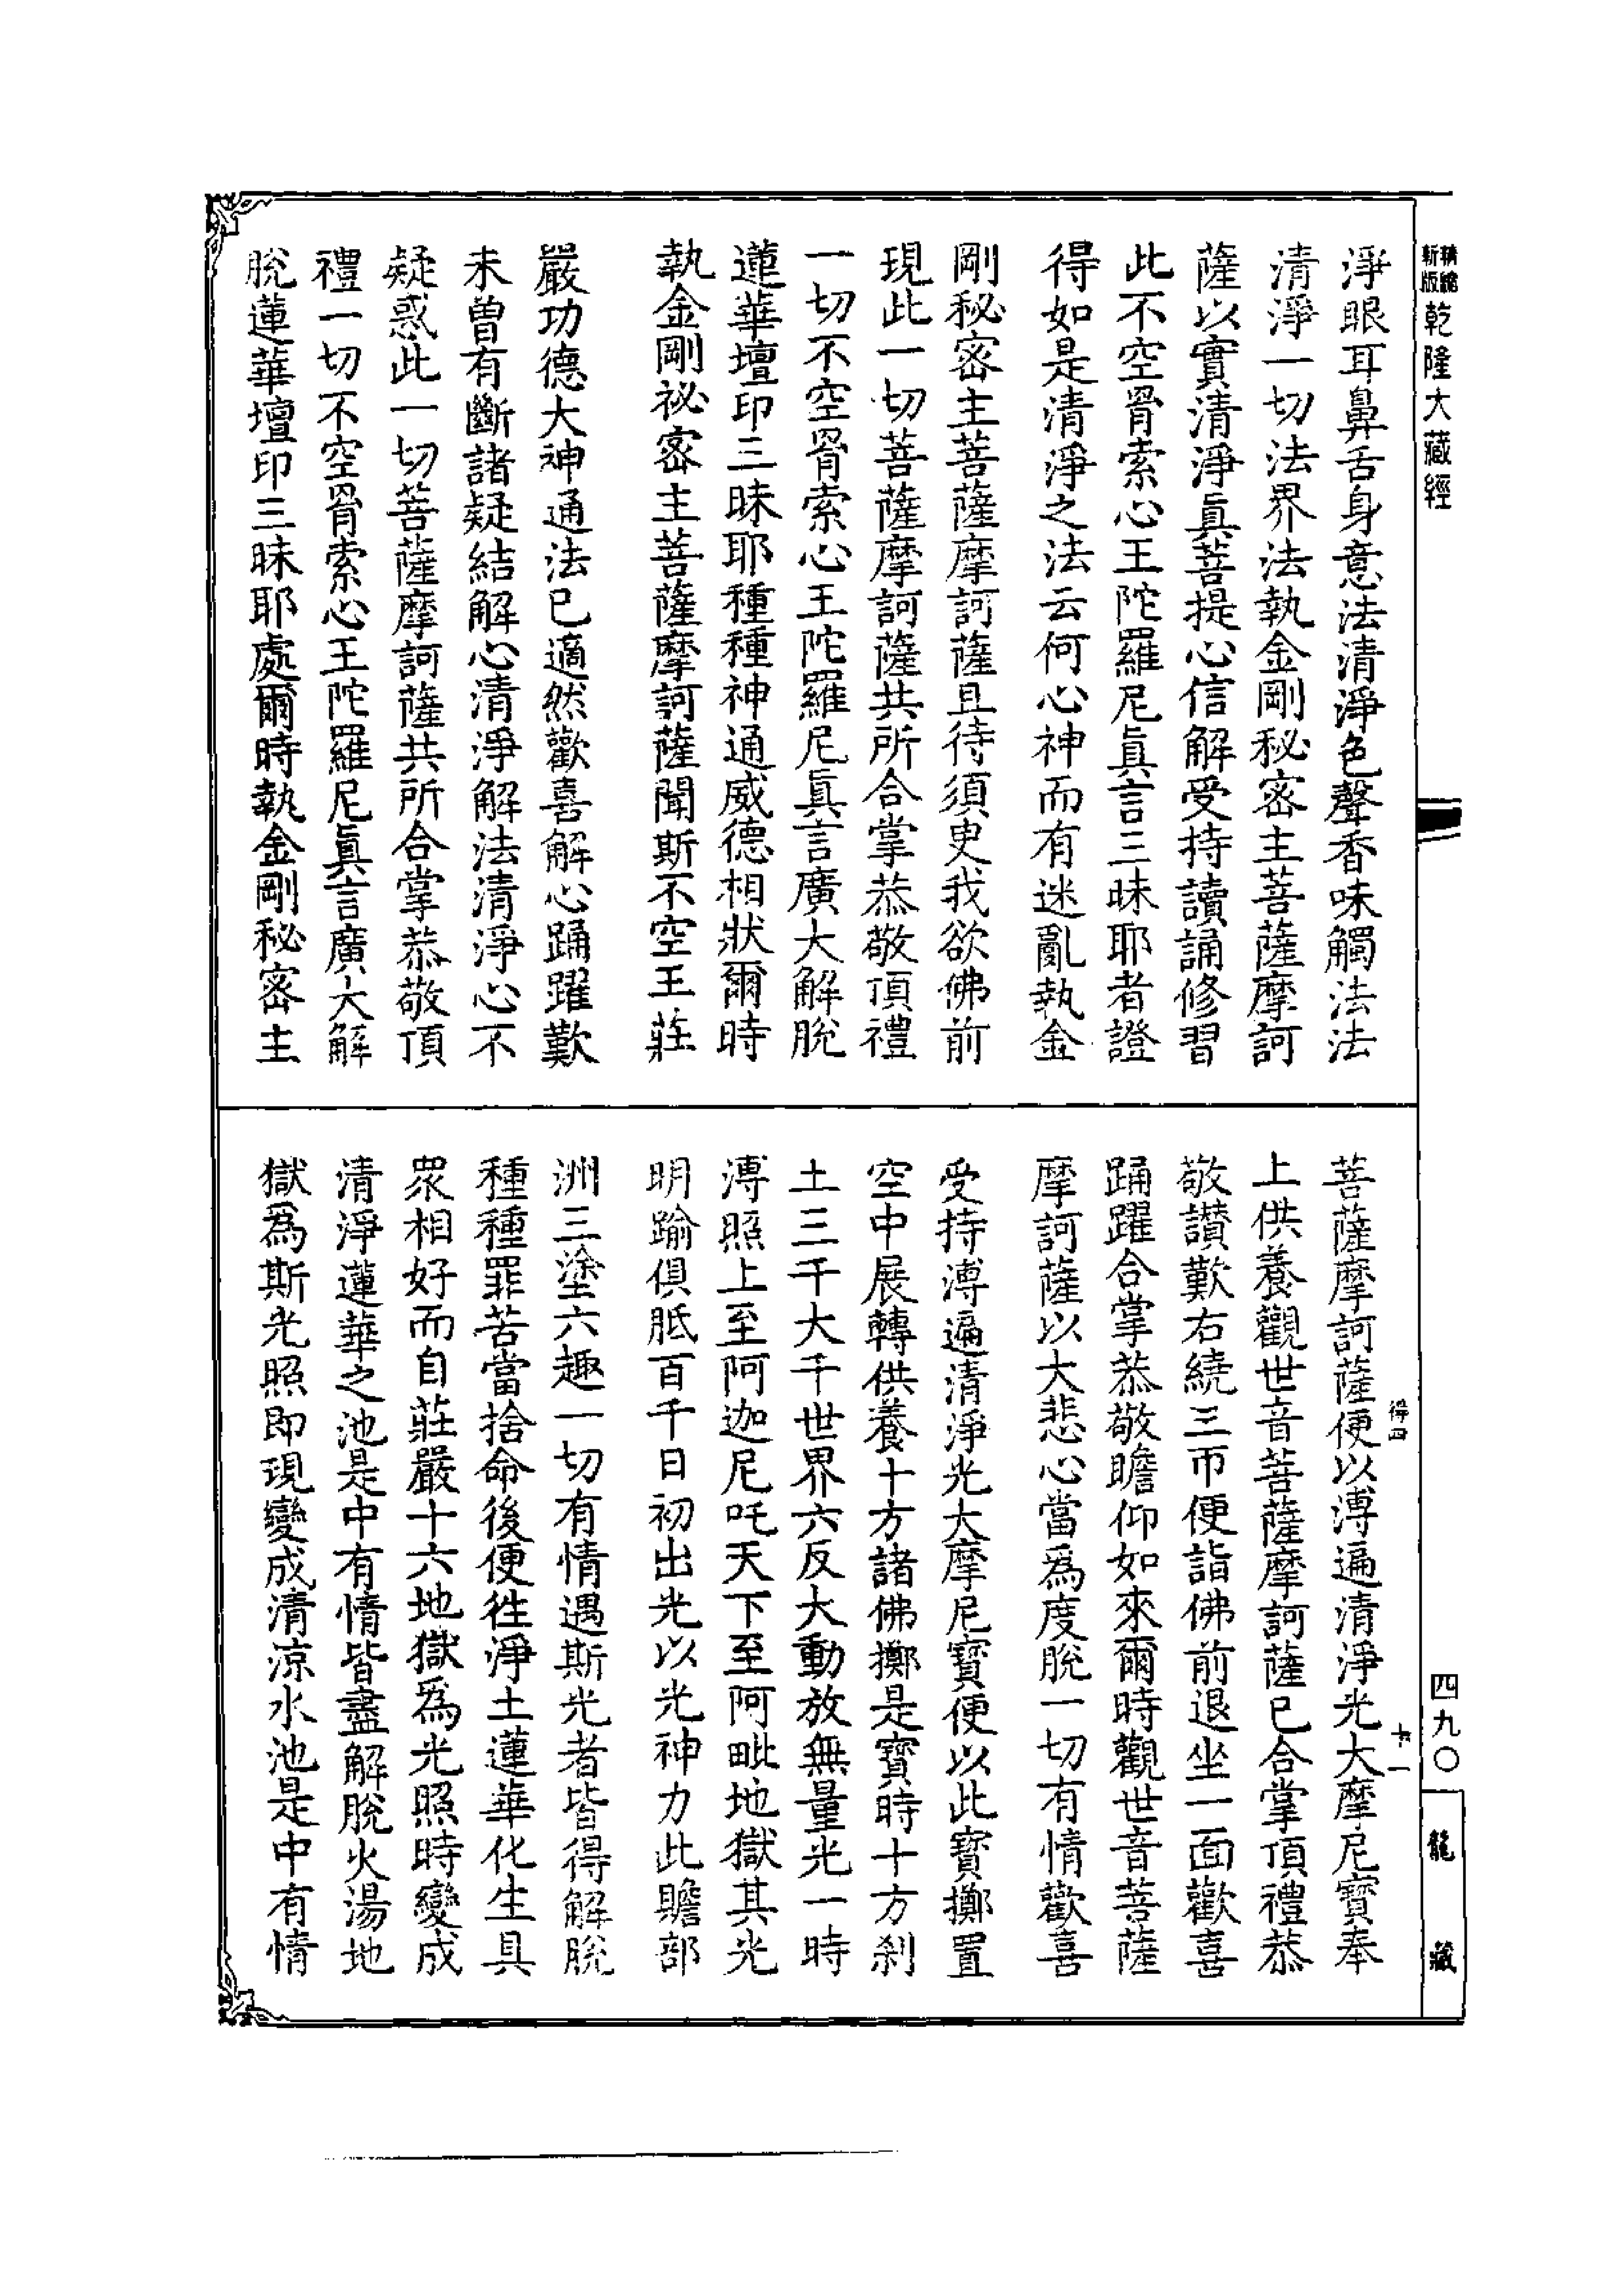 精縮
新版
乾隆大藏經
淨眼耳鼻舌身意法清淨色聲香味觸法法
清淨一切法界法執金剛秘密主菩薩摩訶
薩以實清淨眞菩提心信解受持讀誦修習
此不空罥索心王陀羅尼眞言三昧耶者證
得如是清淨之法云何心神而有迷亂執金
剛秘密主菩薩摩訶薩且待須臾我欲佛前
現此一切菩薩摩訶薩共所合掌恭敬頂禮
一切不空罥索心王陀羅尼眞言廣大解脫
蓮華壇印三昧耶種種神通威德相狀爾時
執金剛祕密主菩薩摩訶薩聞斯不空王莊
嚴功德大神通法已適然歡喜解心踊躍歎
未曾有斷諸疑結解心清淨解法清淨心不
疑惑此一切菩薩摩訶薩共所合掌恭敬頂
禮一切不空罥索心王陀羅尼眞言廣大解
脫蓮華壇印三昧耶處爾時執金剛秘密主
得四
十一
菩薩摩訶薩便以溥遍清淨光大摩尼寶奉
上供養觀世音菩薩摩訶薩已合掌頂禮恭
敬讃歎右繞三帀便詣佛前退坐一面歡喜
踊躍合掌恭敬瞻仰如來爾時觀世音菩薩
摩訶薩以大悲心當爲度脫一切有情歡喜
受持溥遍清淨光大摩尼寶便以此寶擲置
空中展轉供養十方諸佛擲是寶時十方刹
土三千大千世界六反大動放無量光一時
溥照上至阿迦尼吒天下至阿毗地獄其光
明踰俱胝百千日初出光以光神力此贍部
洲三塗六趣一切有情遇斯光者皆得解脫
種種罪苦當捨命後便往淨土蓮華化生具
眾相好而自莊嚴十六地獄爲光照時變成
清淨蓮華之池是中有情皆盡解脫火湯地
獄爲斯光照即現變成清涼水池是中有情
四九〇
龍藏